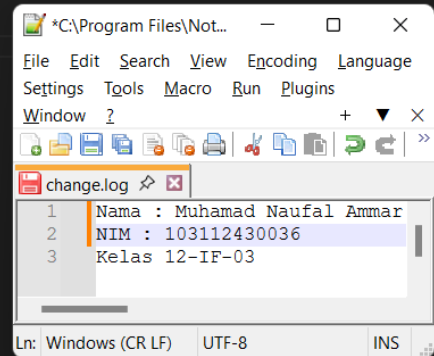 *C:\Program Files\Not...
File Edit Search View Encoding Language
Settings Tools Macro Run Plugins
Window ? + ▼ ×
change.log
1 Nama : Muhamad Naufal Ammar
2 NIM : 103112430036
3 Kelas 12-IF-03
Ln: Windows (CR LF) UTF-8 INS